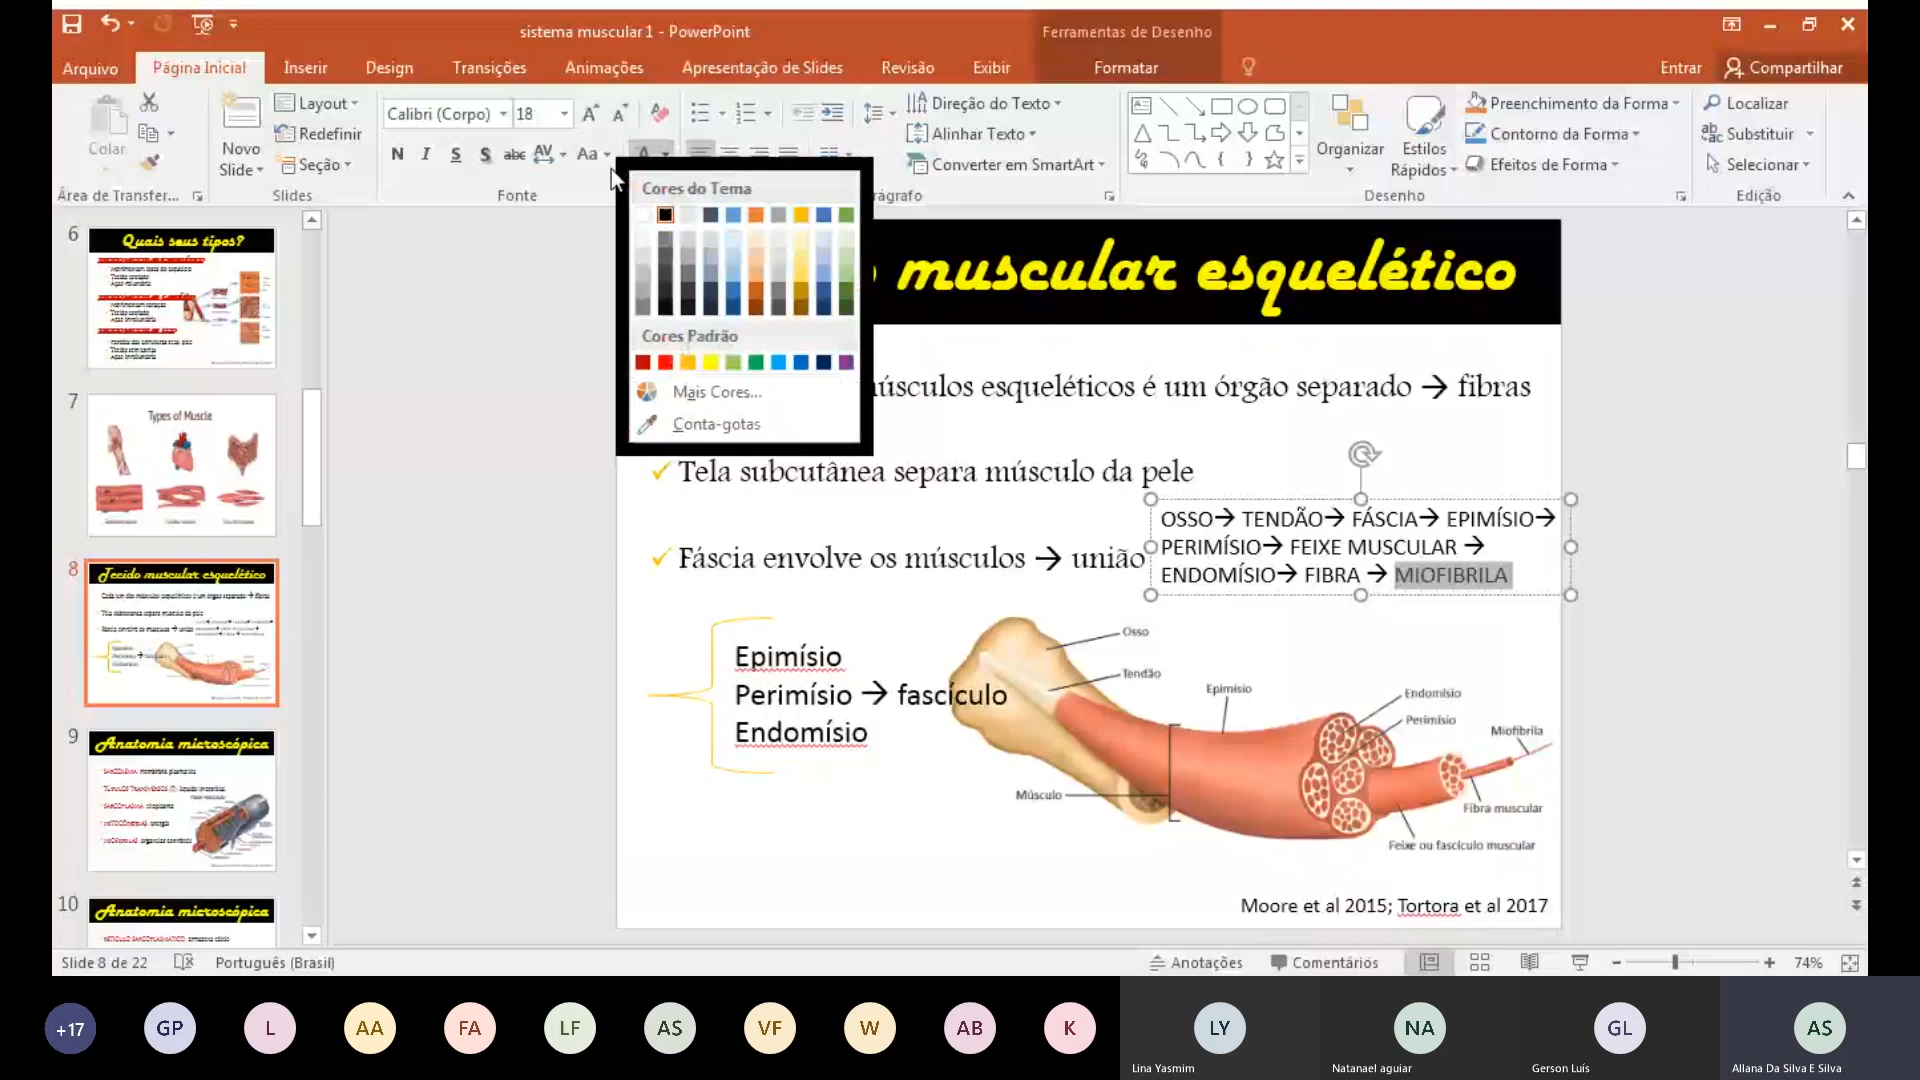 sistema muscular1 - PowerPoint
Ferramentas de Desenho
Arquivo
Página Inicial
Inserir
Design
Transições
Animações
Apresentação de Slides
Revisão
Exibir
Formatar
Entrar
Compartilhar
Colar
Novo
Slide
Layout
Redefinir
Seção
Calibri (Corpo)
18
N I S S abc AV Aa A
Direção do Texto
Alinhar Texto
Converter em SmartArt
Organizar
Estilos
Rápidos
Preenchimento da Forma
Contorno da Forma
Efeitos de Forma
Localizar
Substituir
Selecionar
Área de Transfer...
Slides
Fonte
rágrafo
Desenho
Edição
Cores do Tema
Cores Padrão
Mais Cores...
Conta-gotas
6
Quais seus tipos?
7
Types of Muscle
8
Tecido muscular esquelético
9
Anatomia microscópica
10
Anatomia microscópica
muscular esquelético
músculos esqueléticos é um órgão separado → fibras
✓ Tela subcutânea separa músculo da pele
✓ Fáscia envolve os músculos → união
OSSO→ TENDÃO→ FÁSCIA→ EPIMÍSIO→
PERIMÍSIO→ FEIXE MUSCULAR →
ENDOMÍSIO→ FIBRA → MIOFIBRILA
Epimísio
Perimísio → fascículo
Endomísio
Osso
Tendão
Epimísio
Endomísio
Perimísio
Miofibrila
Músculo
Fibra muscular
Feixe ou fascículo muscular
Moore et al 2015; Tortora et al 2017
Slide 8 de 22
Português (Brasil)
Anotações
Comentários
74%
+17
GP
L
AA
FA
LF
AS
VF
W
AB
K
LY
NA
GL
AS
Lina Yasmim
Natanael aguiar
Gerson Luís
Allana Da Silva E Silva